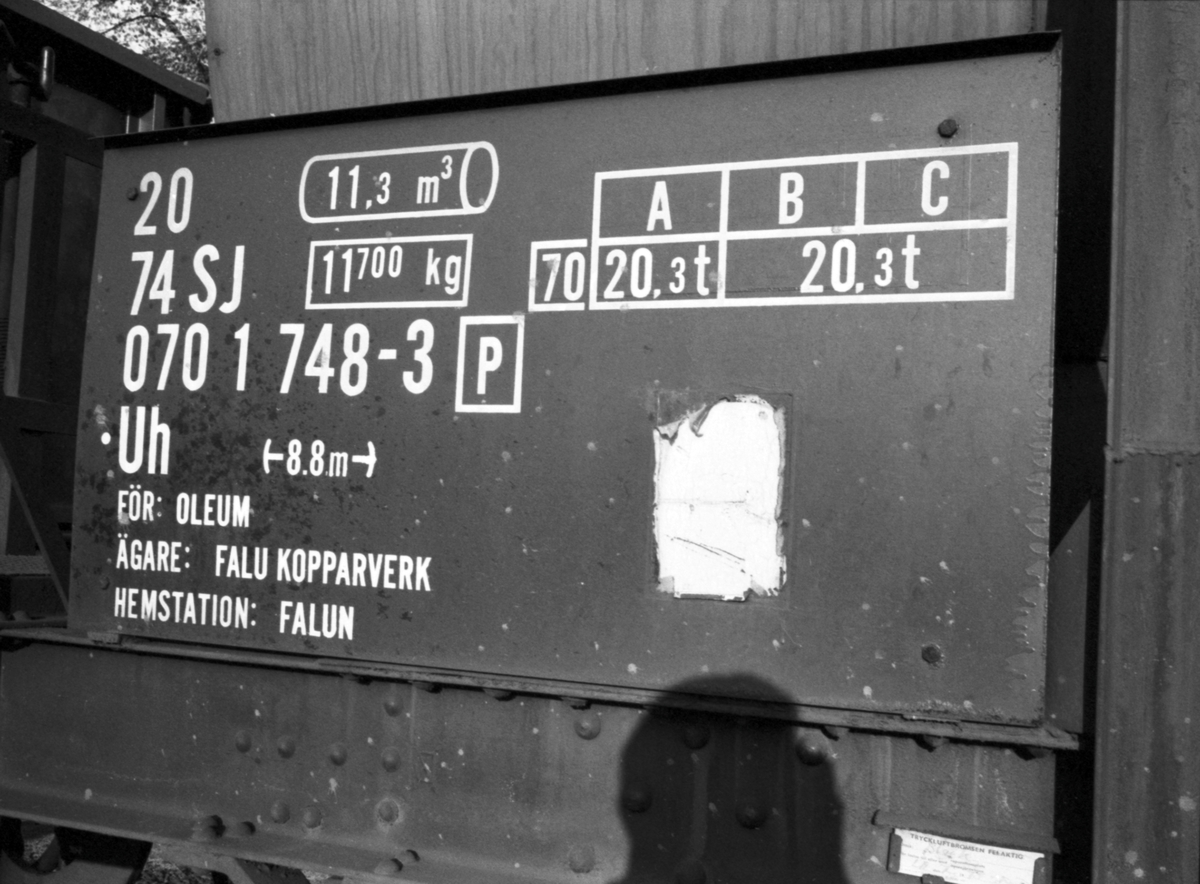 20
11,3 m³
74 SJ
11700 kg
070 1 748-3 P
Uh
8.8m
FÖR: OLEUM
ÄGARE: FALU KOPPARVERK
HEMSTATION: FALUN
A B C
70 20,3t 20,3t